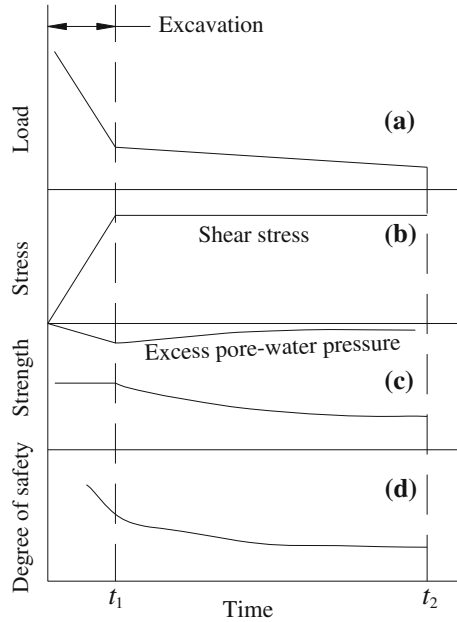 Excavation
Load
(a)
Stress
Shear stress
(b)
Excess pore-water pressure
Strength
(c)
Degree of safety
(d)
t₁
Time
t₂